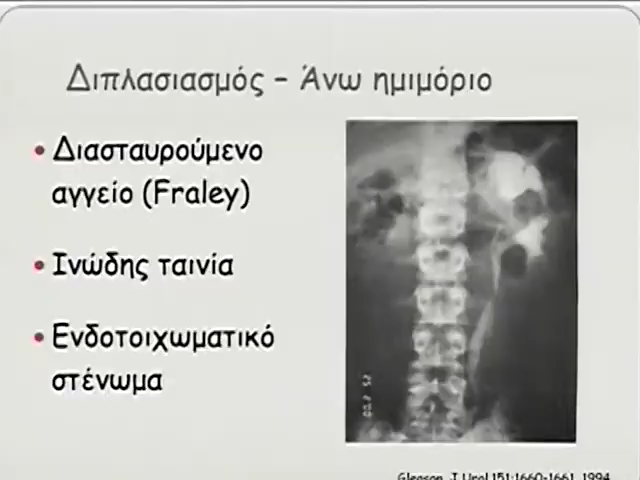 Διπλασιασμός – Άνω ημιμόριο
• Διασταυρούμενο
αγγείο (Fraley)
• Ινώδης ταινία
• Ενδοτοιχωματικό
στένωμα
Gleason, J Urol 151:1660-1661, 1994